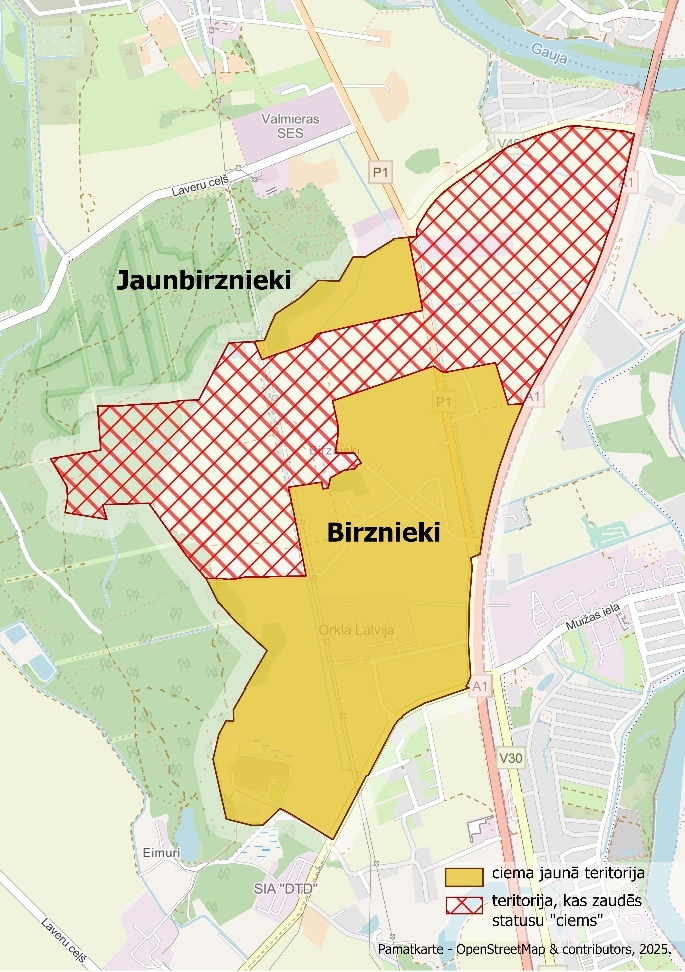 Gauja
Valmieras
SES
V45
P1
A1
Laveru ceļš
Jaunbirznieki
P1
A1
Birznieki
Birznieki
Orkla Latvija
Muižas iela
A1
V30
Eimuri
SIA "DTD"
ciema jaunā teritorija
teritorija, kas zaudēs
statusu "ciems"
Laveru ceļš
Pamatkarte - OpenStreetMap & contributors, 2025.